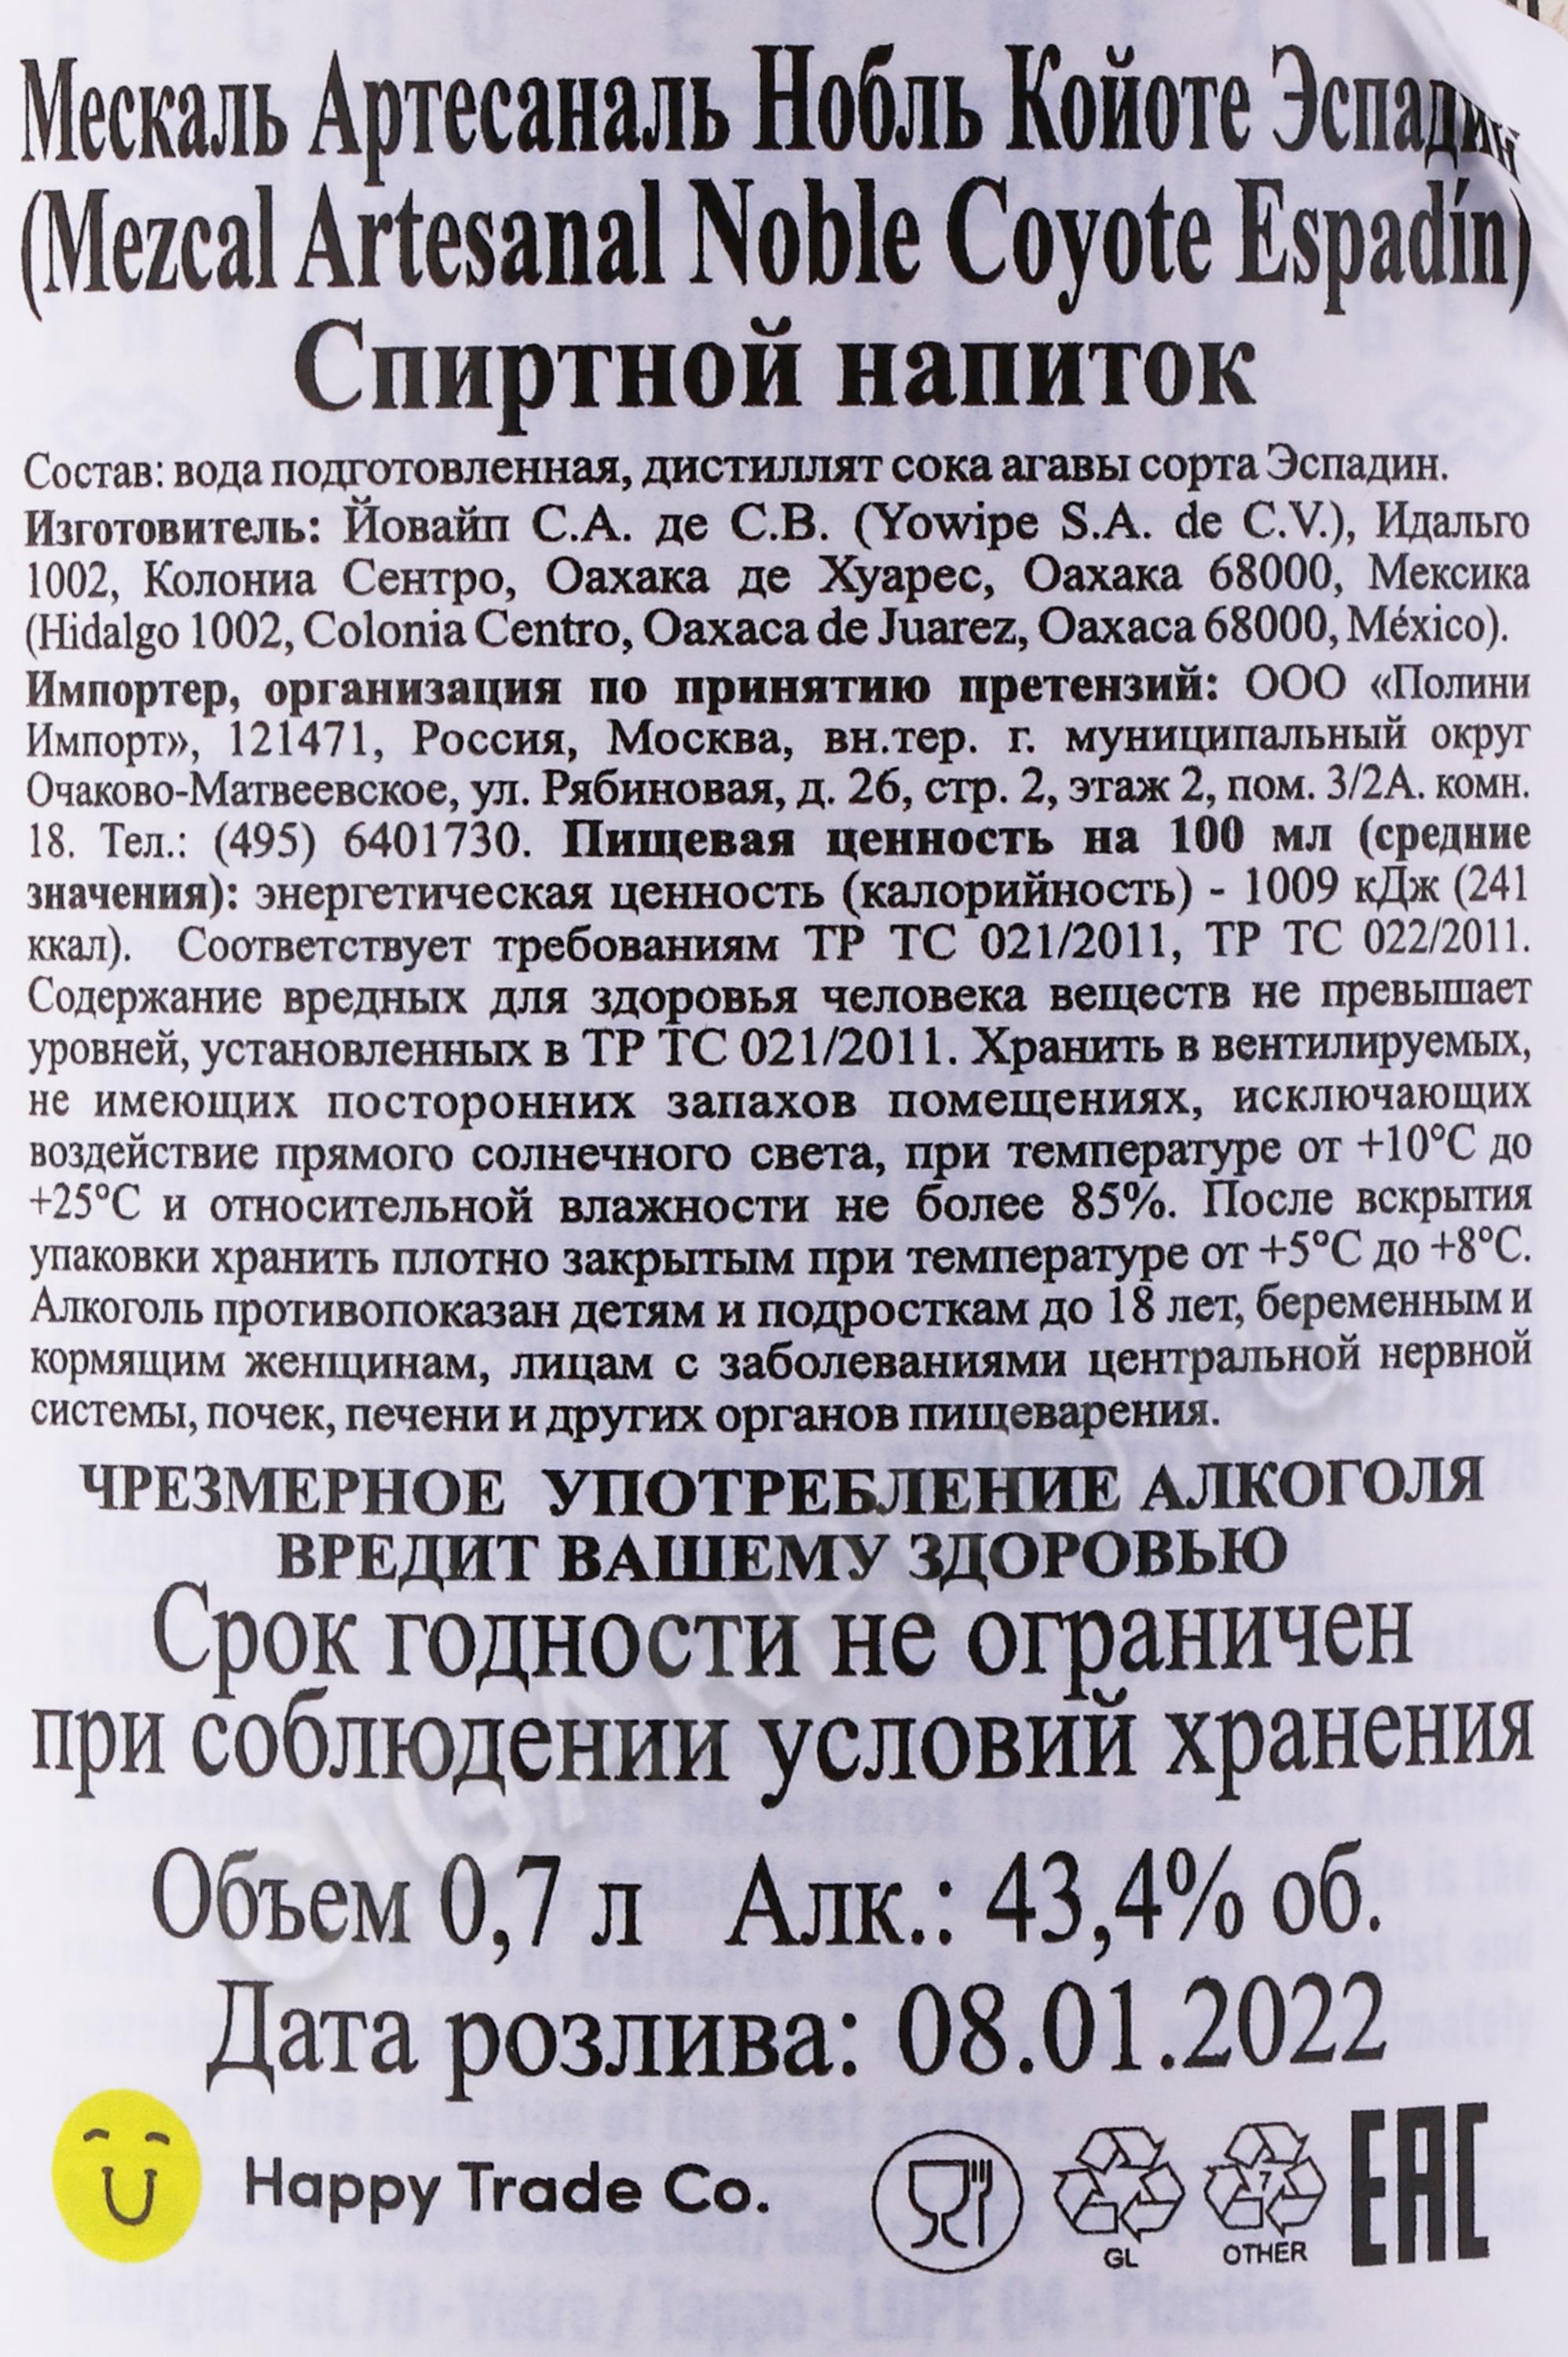 Мескаль Артесаналь Нобль Койоте Эспадин
(Mezcal Artesanal Noble Coyote Espadín)
Спиртной напиток
Состав: вода подготовленная, дистиллят сока агавы сорта Эспадин.
Изготовитель: Йовайп С.А. де С.В. (Yowipe S.A. de C.V.), Идальго
1002, Колониа Сентро, Оахака де Хуарес, Оахака 68000, Мексика
(Hidalgo 1002, Colonia Centro, Oaxaca de Juarez, Oaxaca 68000, México).
Импортер, организация по принятию претензий: ООО «Полини
Импорт», 121471, Россия, Москва, вн.тер. г. муниципальный округ
Очаково-Матвеевское, ул. Рябиновая, д. 26, стр. 2, этаж 2, пом. 3/2А. комн.
18. Тел.: (495) 6401730. Пищевая ценность на 100 мл (средние
значения): энергетическая ценность (калорийность) - 1009 кДж (241
ккал). Соответствует требованиям ТР ТС 021/2011, ТР ТС 022/2011.
Содержание вредных для здоровья человека веществ не превышает
уровней, установленных в ТР ТС 021/2011. Хранить в вентилируемых,
не имеющих посторонних запахов помещениях, исключающих
воздействие прямого солнечного света, при температуре от +10°С до
+25°С и относительной влажности не более 85%. После вскрытия
упаковки хранить плотно закрытым при температуре от +5°С до +8°С.
Алкоголь противопоказан детям и подросткам до 18 лет, беременным и
кормящим женщинам, лицам с заболеваниями центральной нервной
системы, почек, печени и других органов пищеварения.
ЧРЕЗМЕРНОЕ УПОТРЕБЛЕНИЕ АЛКОГОЛЯ
ВРЕДИТ ВАШЕМУ ЗДОРОВЬЮ
Срок годности не ограничен
при соблюдении условий хранения
Объем 0,7 л Алк.: 43,4% об.
Дата розлива: 08.01.2022
Happy Trade Co.
7
GL OTHER EAC